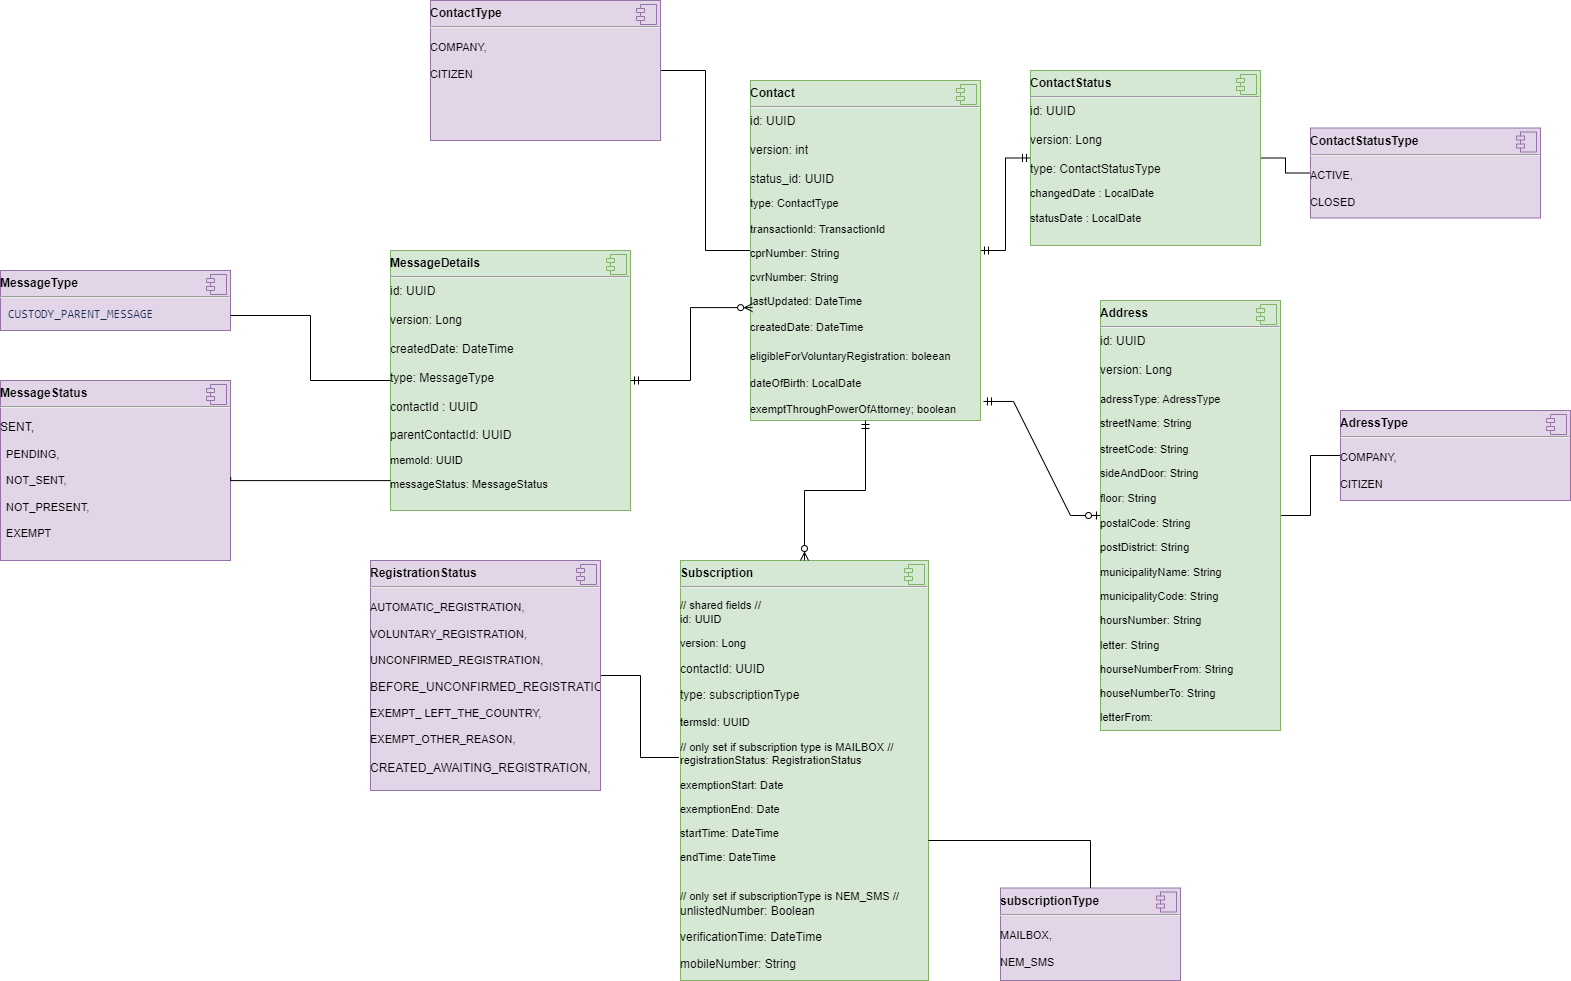 ContactType
COMPANY,
CITIZEN
Contact
id: UUID
version: int
status_id: UUID
type: ContactType
transactionId: TransactionId
cprNumber: String
cvrNumber: String
lastUpdated: DateTime
createdDate: DateTime
eligibleForVoluntaryRegistration: boleean
dateOfBirth: LocalDate
exemptThroughPowerOfAttorney; boolean
ContactStatus
id: UUID
version: Long
type: ContactStatusType
changedDate : LocalDate
statusDate : LocalDate
ContactStatusType
ACTIVE,
CLOSED
MessageType
CUSTODY_PARENT_MESSAGE
MessageStatus
SENT,
PENDING,
NOT_SENT,
NOT_PRESENT,
EXEMPT
MessageDetails
id: UUID
version: Long
createdDate: DateTime
type: MessageType
contactId : UUID
parentContactId: UUID
memoId: UUID
messageStatus: MessageStatus
Address
id: UUID
version: Long
adressType: AdressType
streetName: String
streetCode: String
sideAndDoor: String
floor: String
postalCode: String
postDistrict: String
municipalityName: String
municipalityCode: String
hoursNumber: String
letter: String
hourseNumberFrom: String
houseNumberTo: String
letterFrom:
AdressType
COMPANY,
CITIZEN
RegistrationStatus
AUTOMATIC_REGISTRATION,
VOLUNTARY_REGISTRATION,
UNCONFIRMED_REGISTRATION,
BEFORE_UNCONFIRMED_REGISTRATIO
EXEMPT_ LEFT_THE_COUNTRY,
EXEMPT_OTHER_REASON,
CREATED_AWAITING_REGISTRATION,
Subscription
// shared fields //
id: UUID
version: Long
contactId: UUID
type: subscriptionType
termsId: UUID
// only set if subscription type is MAILBOX //
registrationStatus: RegistrationStatus
exemptionStart: Date
exemptionEnd: Date
startTime: DateTime
endTime: DateTime
// only set if subscriptionType is NEM_SMS //
unlistedNumber: Boolean
verificationTime: DateTime
mobileNumber: String
subscriptionType
MAILBOX,
NEM_SMS